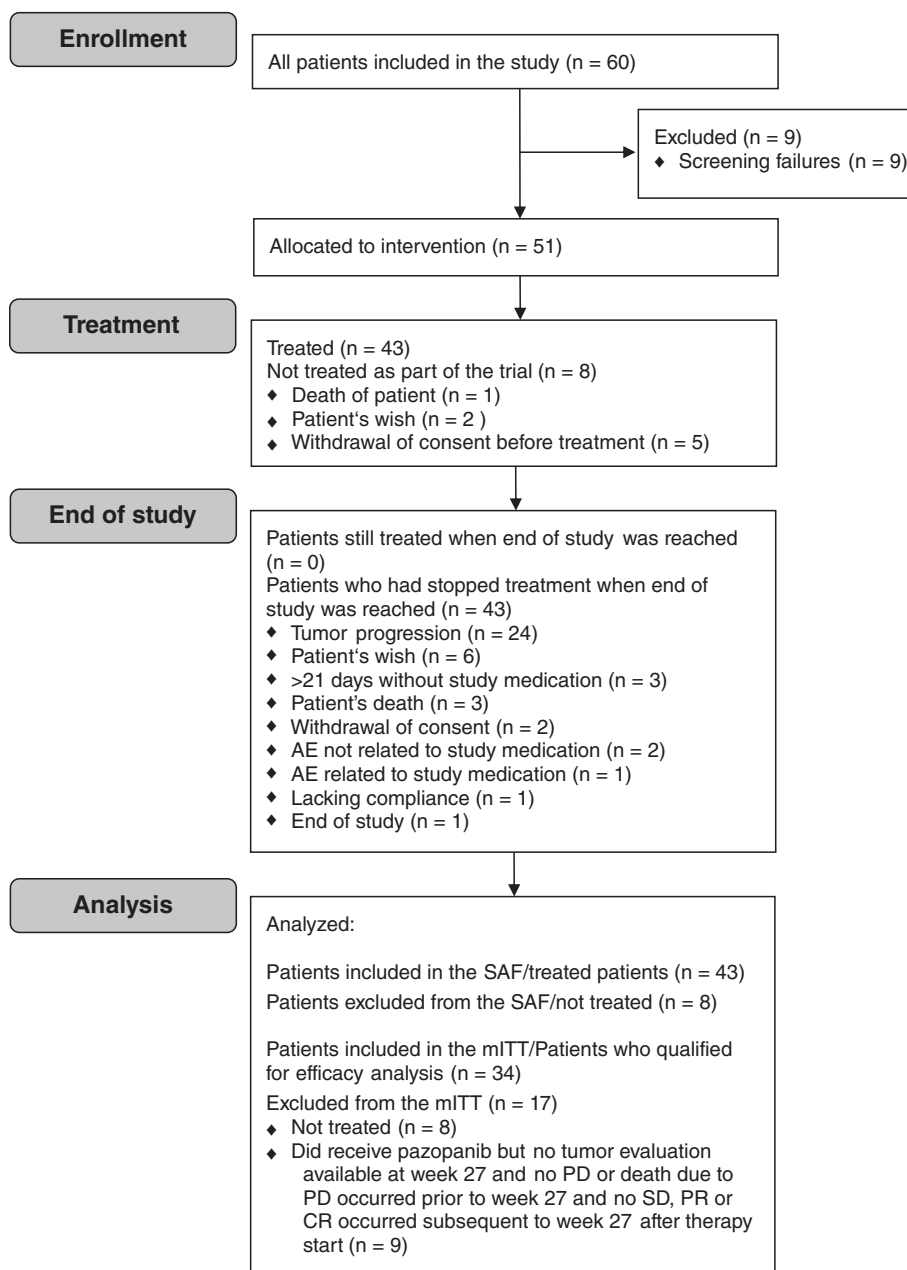 Enrollment
All patients included in the study (n = 60)
Excluded (n = 9)
♦ Screening failures (n = 9)
Allocated to intervention (n = 51)
Treatment
Treated (n = 43)
Not treated as part of the trial (n = 8)
♦ Death of patient (n = 1)
♦ Patient‘s wish (n = 2 )
♦ Withdrawal of consent before treatment (n = 5)
End of study
Patients still treated when end of study was reached
(n = 0)
Patients who had stopped treatment when end of
study was reached (n = 43)
♦ Tumor progression (n = 24)
♦ Patient‘s wish (n = 6)
♦ >21 days without study medication (n = 3)
♦ Patient’s death (n = 3)
♦ Withdrawal of consent (n = 2)
♦ AE not related to study medication (n = 2)
♦ AE related to study medication (n = 1)
♦ Lacking compliance (n = 1)
♦ End of study (n = 1)
Analysis
Analyzed:
Patients included in the SAF/treated patients (n = 43)
Patients excluded from the SAF/not treated (n = 8)
Patients included in the mITT/Patients who qualified
for efficacy analysis (n = 34)
Excluded from the mITT (n = 17)
♦ Not treated (n = 8)
♦ Did receive pazopanib but no tumor evaluation
available at week 27 and no PD or death due to
PD occurred prior to week 27 and no SD, PR or
CR occurred subsequent to week 27 after therapy
start (n = 9)